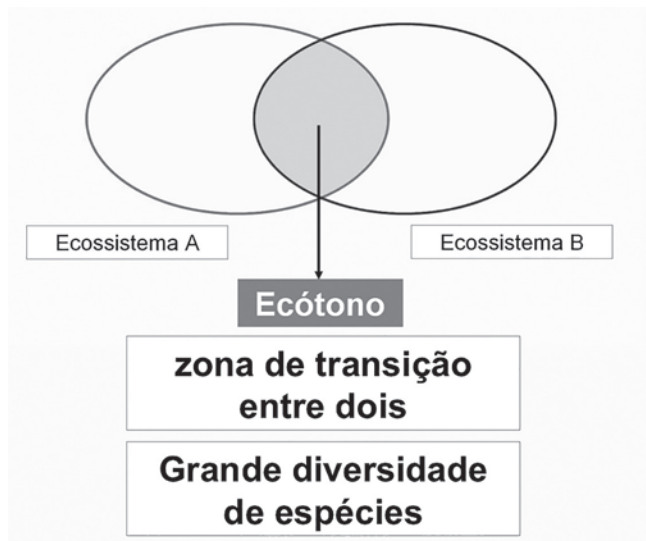 Ecossistema A
Ecossistema B
Ecótono
zona de transição
entre dois
Grande diversidade
de espécies